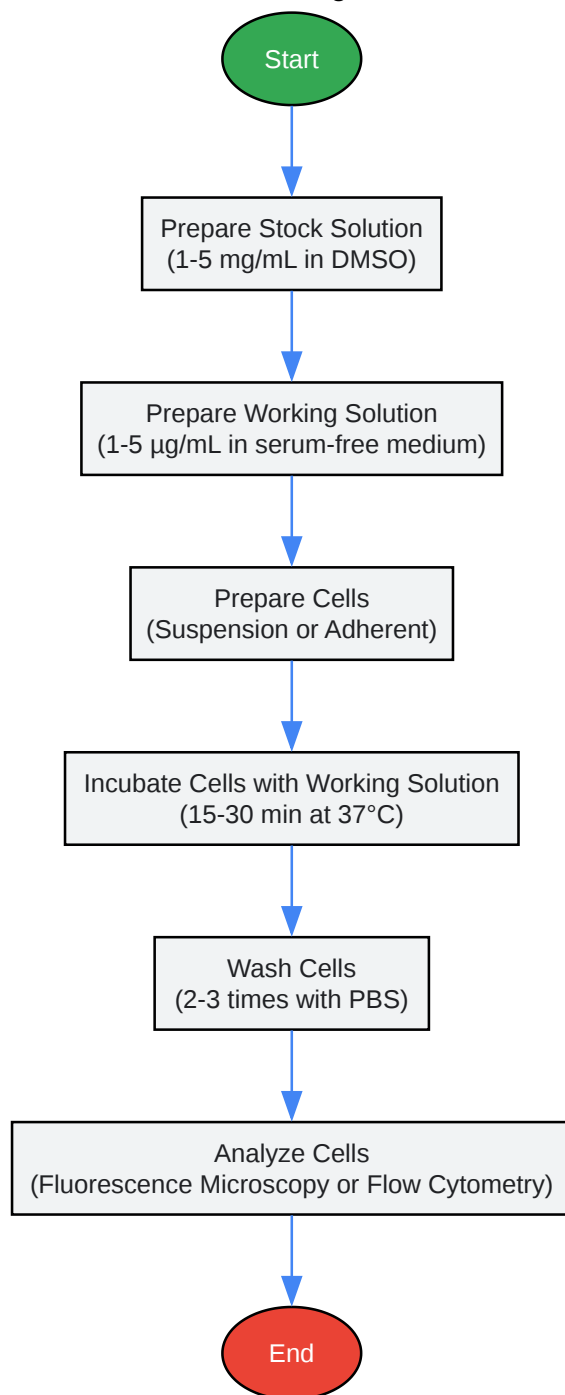 Start
Prepare Stock Solution
(1-5 mg/mL in DMSO)
Prepare Working Solution
(1-5 µg/mL in serum-free medium)
Prepare Cells
(Suspension or Adherent)
Incubate Cells with Working Solution
(15-30 min at 37°C)
Wash Cells
(2-3 times with PBS)
Analyze Cells
(Fluorescence Microscopy or Flow Cytometry)
End